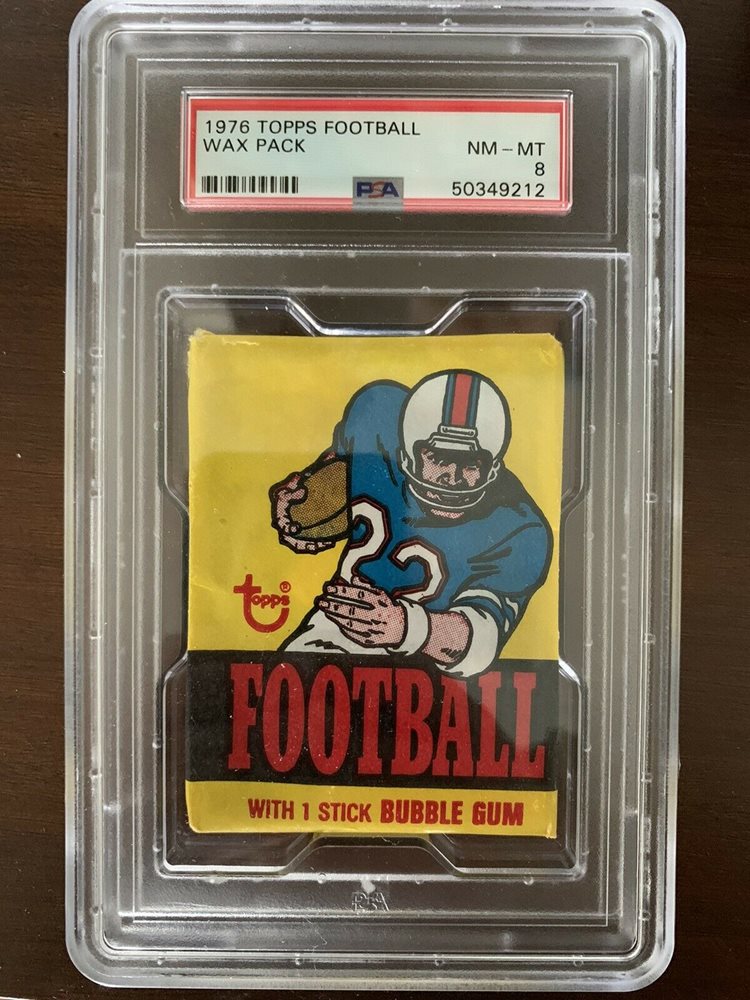 1976 TOPPS FOOTBALL
WAX PACK
NM – MT
8
PSA
50349212
22
topps®
FOOTBALL
WITH 1 STICK BUBBLE GUM
PSA